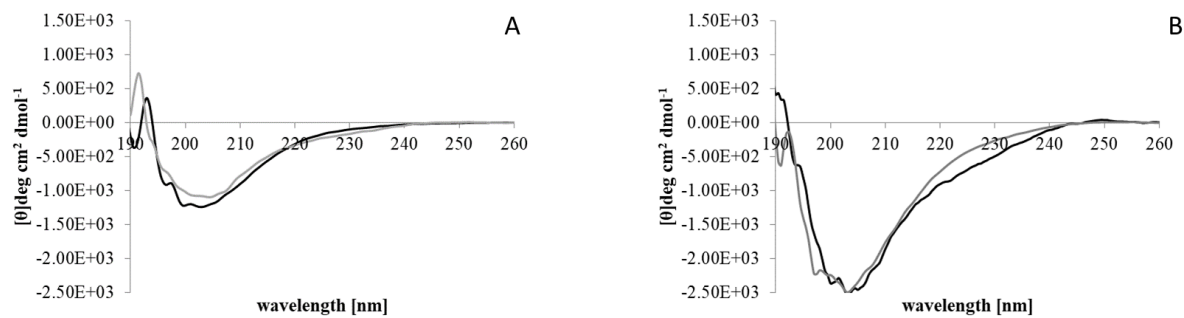 A
1.50E+03
1.00E+03
5.00E+02
0.00E+00
-5.00E+02
-1.00E+03
-1.50E+03
-2.00E+03
-2.50E+03
190 200 210 220 230 240 250 260
[θ]deg cm² dmol⁻¹
wavelength [nm]
B
1.50E+03
1.00E+03
5.00E+02
0.00E+00
-5.00E+02
-1.00E+03
-1.50E+03
-2.00E+03
-2.50E+03
190 200 210 220 230 240 250 260
[θ]deg cm² dmol⁻¹
wavelength [nm]